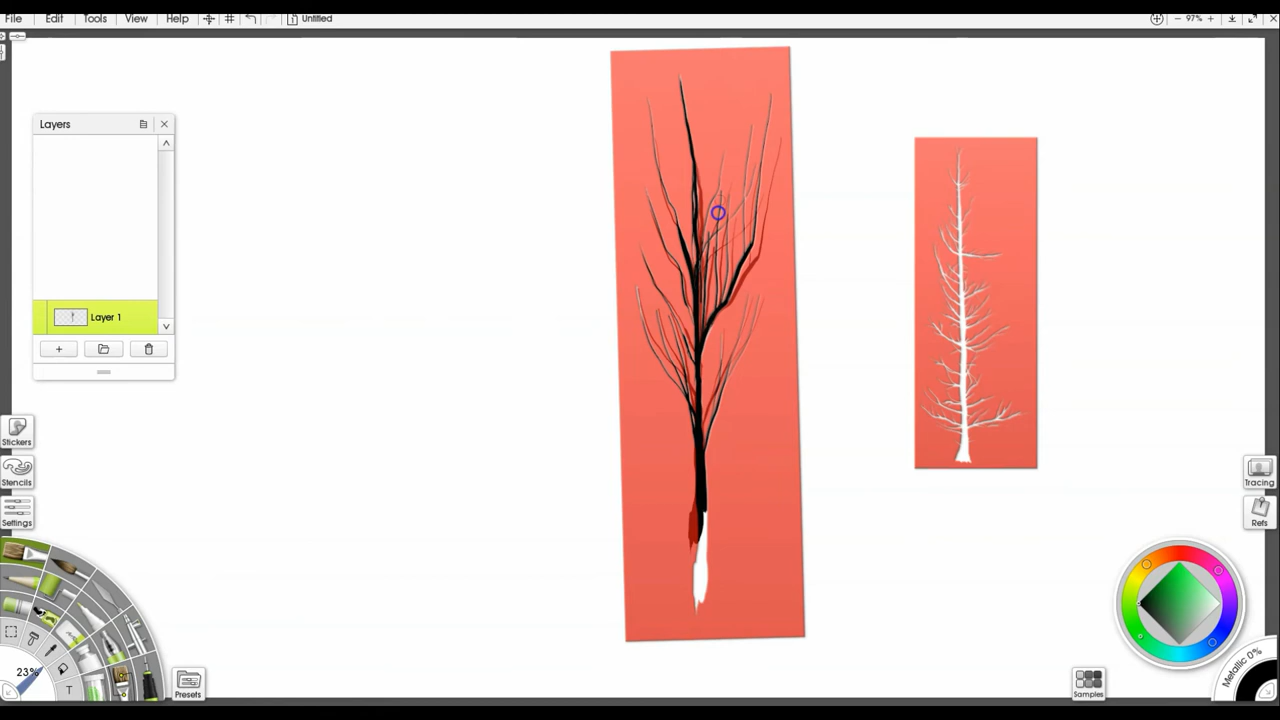 File Edit Tools View Help Untitled 97%
Layers
Layer 1
Stickers
Stencils
Settings
Tracing
Refs
23%
T
Presets
Samples
Metallic 0%